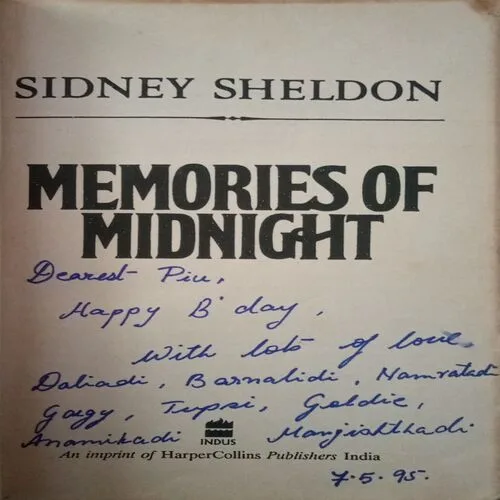 SIDNEY SHELDON
MEMORIES OF
MIDNIGHT
Dearest Piu,
Happy B'day,
With lots of love,
Daliadi, Barnalidi, Namratadi
Gagy, Tupsi, Goldie,
Anamikadi INDUS Manjishthadi
An imprint of HarperCollins Publishers India
7.5.95.